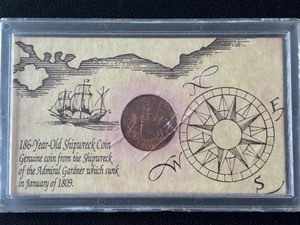 N
E
W
S
186-Year-Old Shipwreck Coin
Genuine coin from the Shipwreck
of the Admiral Gardner which sunk
in January of 1809.